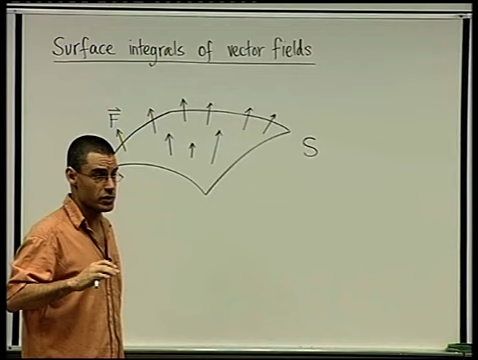 Surface integrals of vector fields
F⃗
S